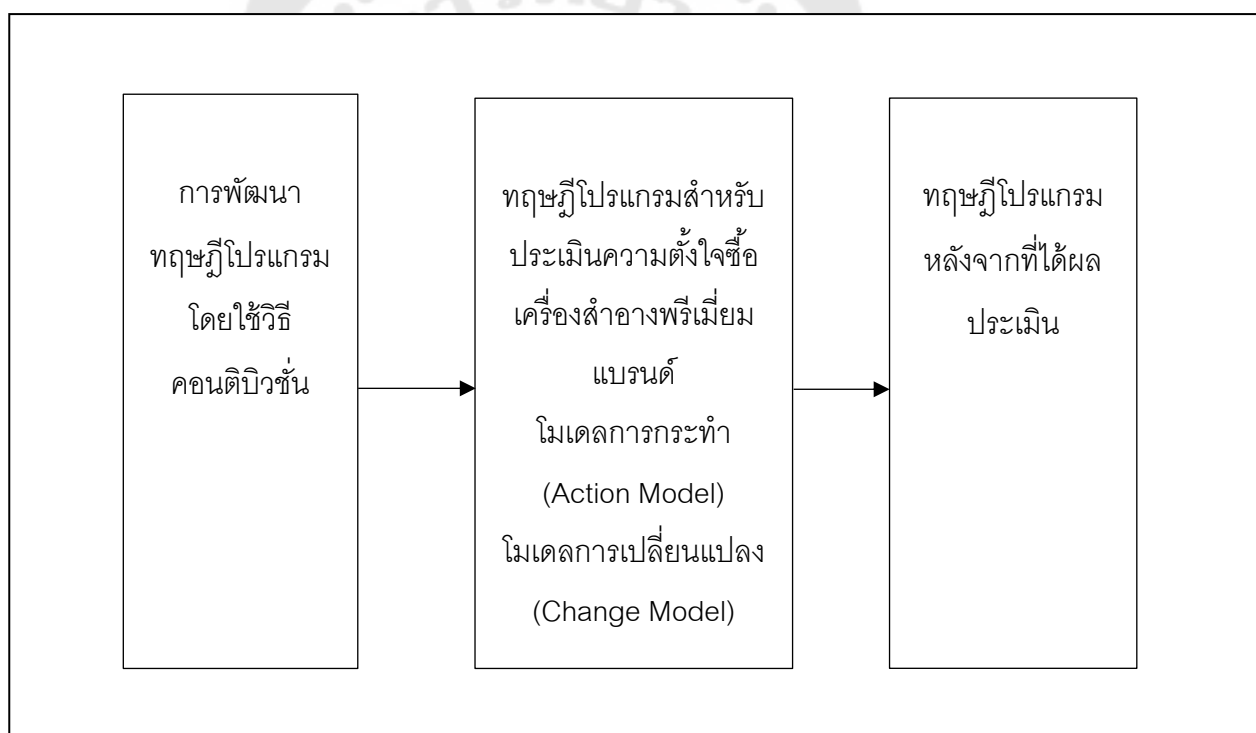 การพัฒนา
ทฤษฎีโปรแกรม
โดยใช้วิธี
คอนติบิวชั่น
ทฤษฎีโปรแกรมสำหรับ
ประเมินความตั้งใจซื้อ
เครื่องสำอางพรีเมี่ยม
แบรนด์
โมเดลการกระทำ
(Action Model)
โมเดลการเปลี่ยนแปลง
(Change Model)
ทฤษฎีโปรแกรม
หลังจากที่ได้ผล
ประเมิน